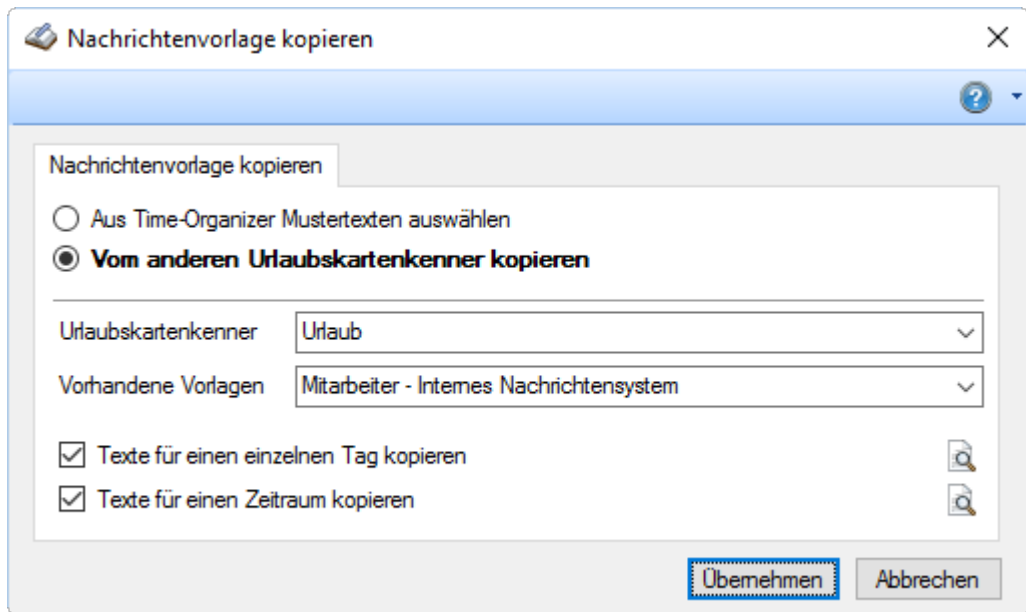 Nachrichtenvorlage kopieren
Nachrichtenvorlage kopieren
Aus Time-Organizer Mustertexten auswählen
Vom anderen Urlaubskartenkenner kopieren
Urlaubskartenkenner Urlaub
Vorhandene Vorlagen Mitarbeiter - Internes Nachrichtensystem
Texte für einen einzelnen Tag kopieren
Texte für einen Zeitraum kopieren
Übernehmen Abbrechen